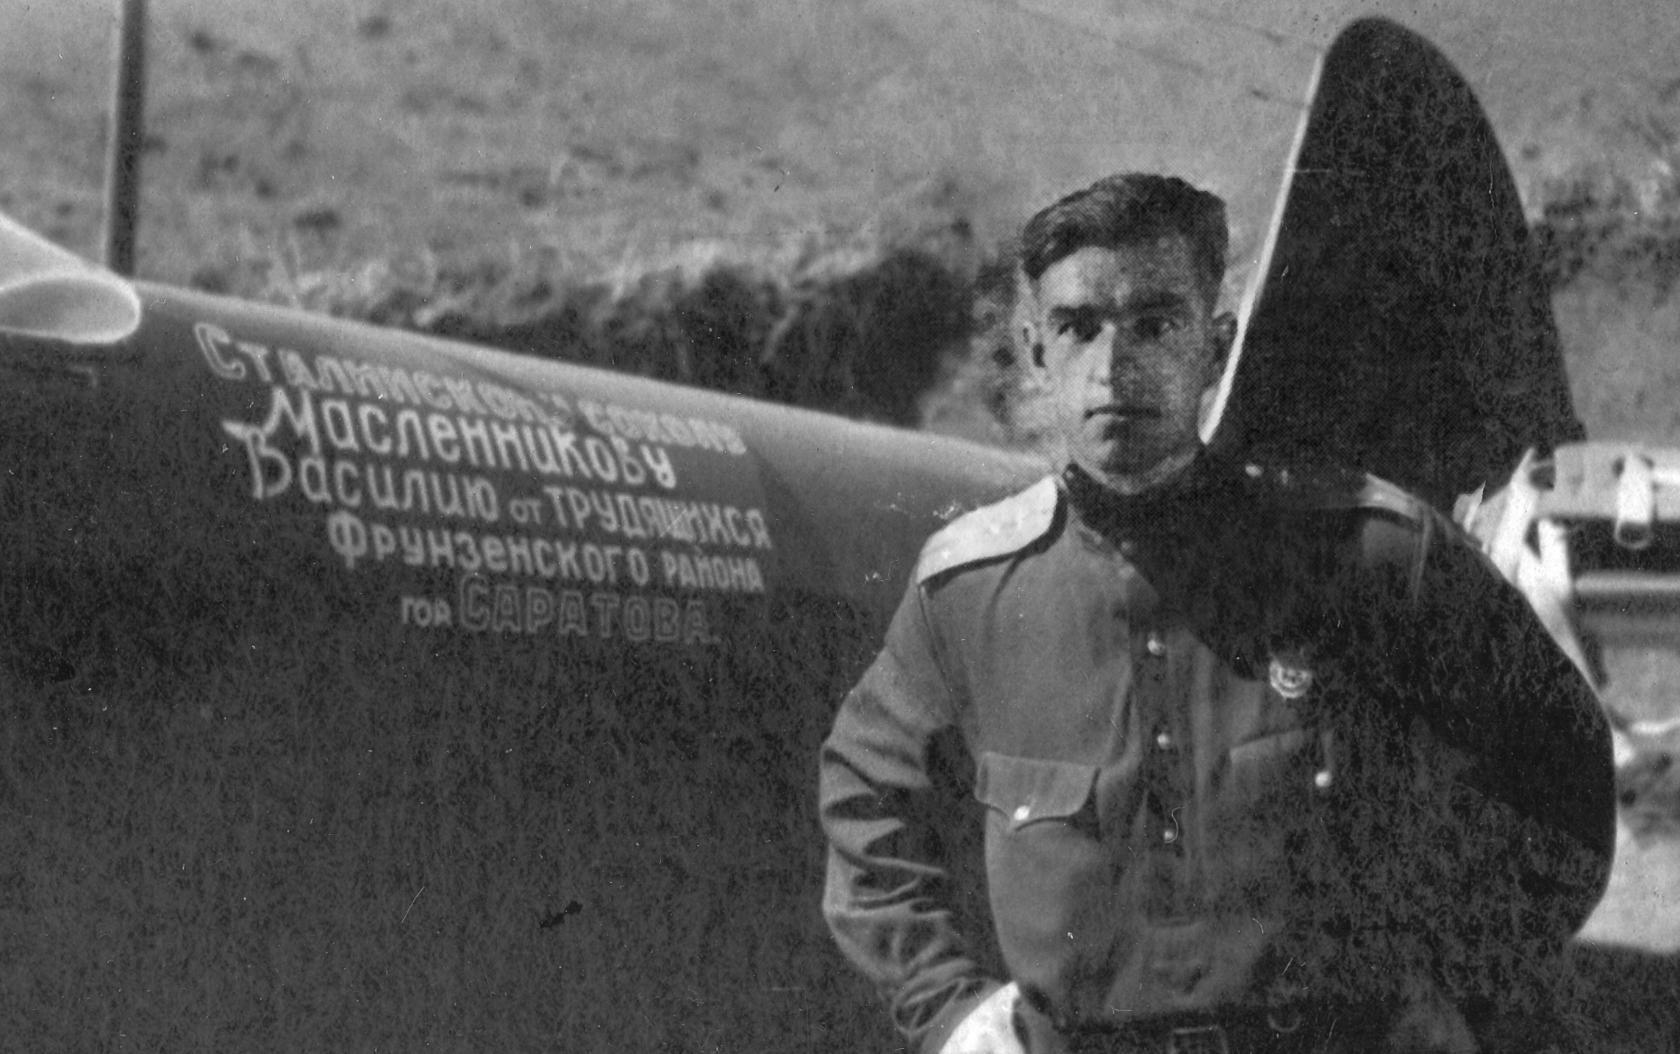 Сталинскому соколу
Масленникову
Василию от трудящихся
Фрунзенского района
гор САРАТОВА.